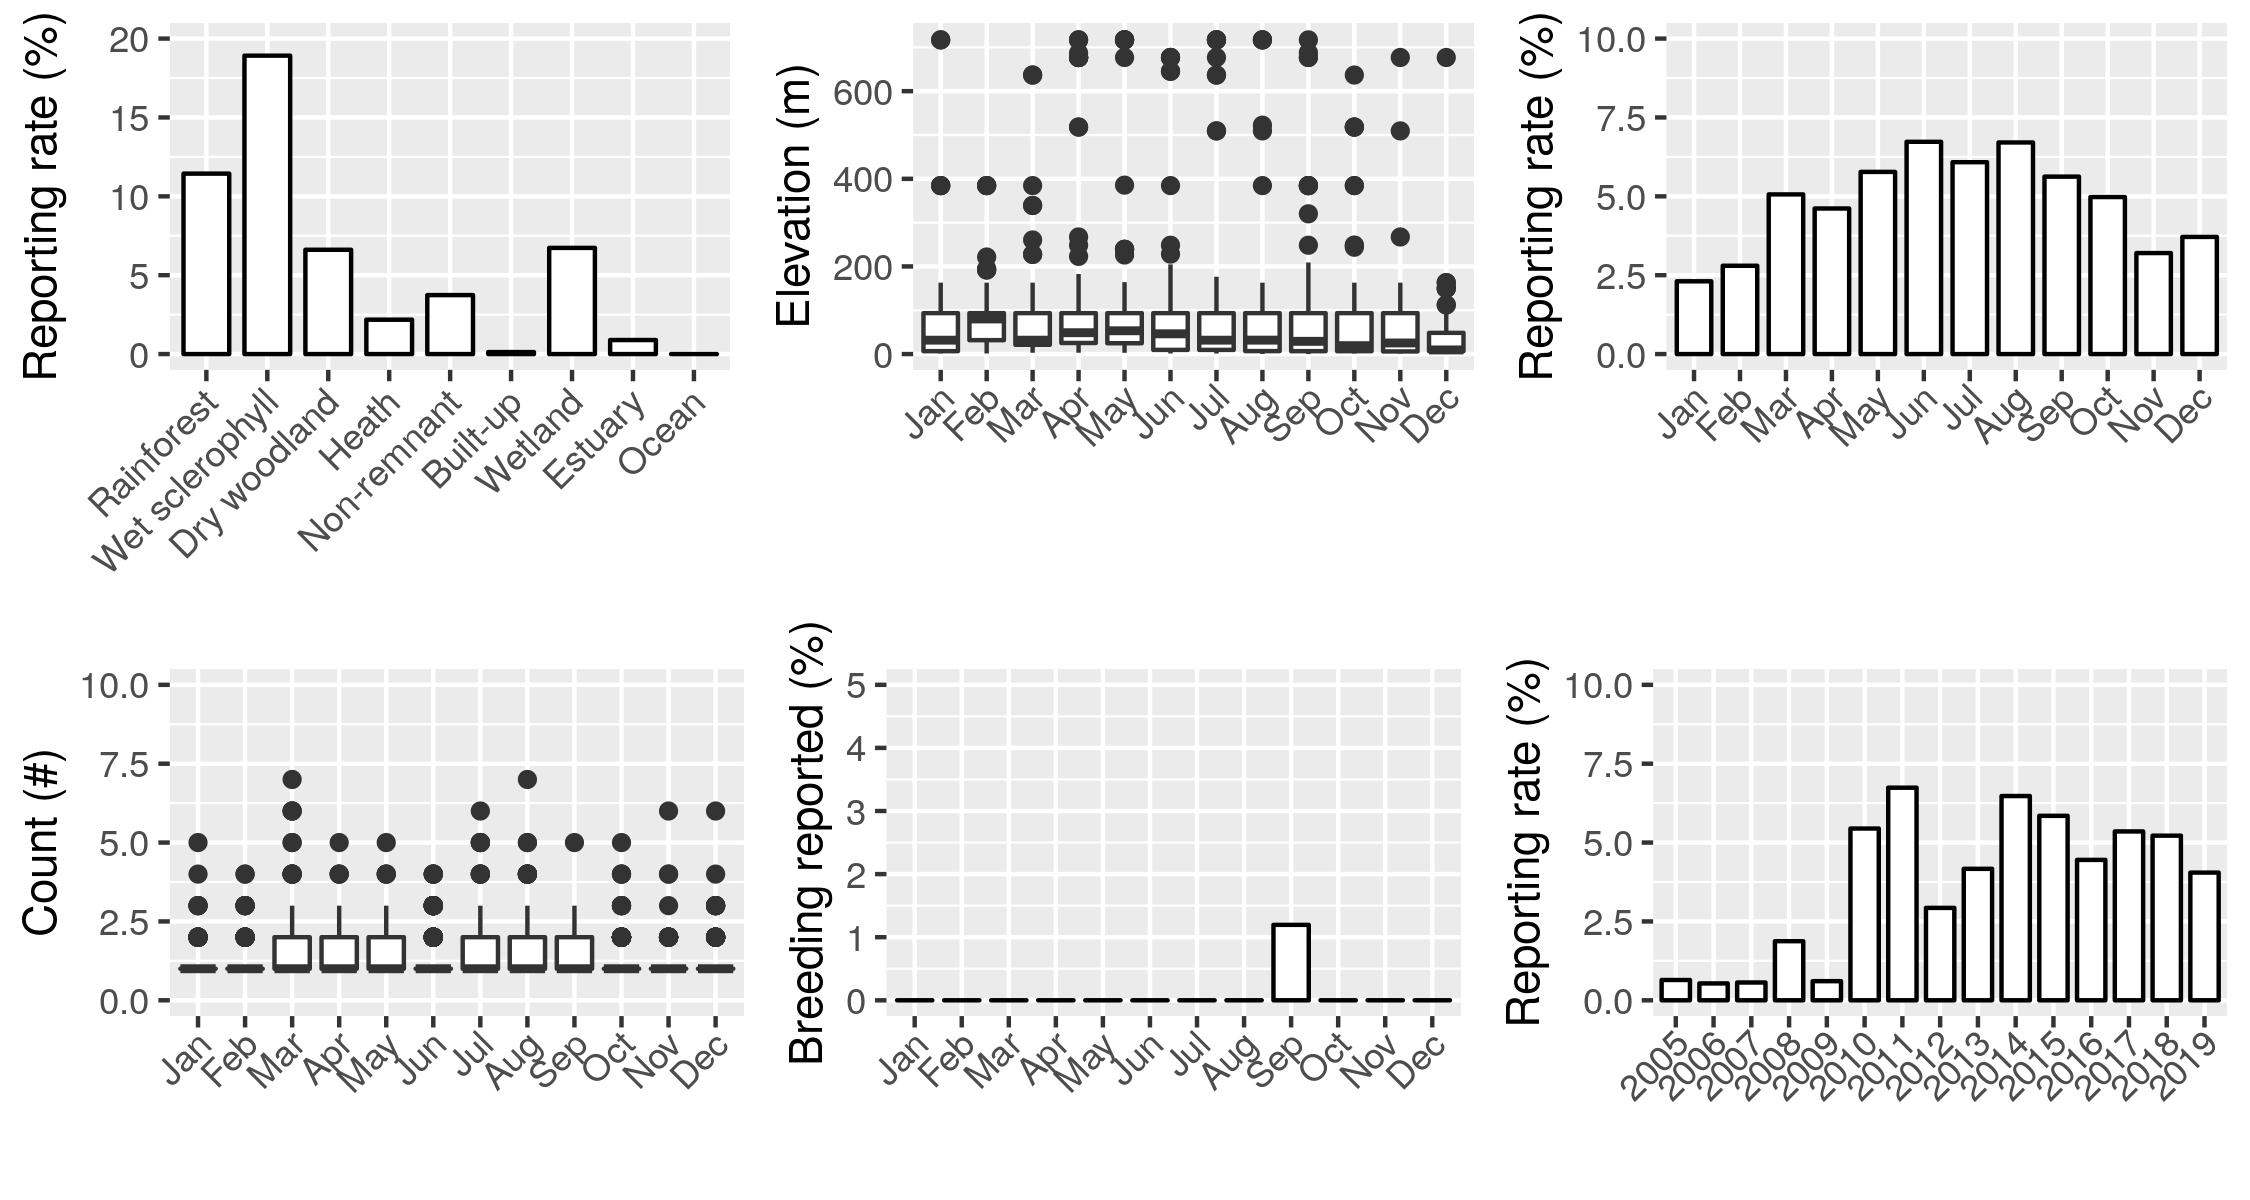 Reporting rate (%)
20
15
10
5
0
Rainforest
Wet sclerophyll
Dry woodland
Heath
Non-remnant
Built-up
Wetland
Estuary
Ocean
Elevation (m)
600
400
200
0
Jan
Feb
Mar
Apr
May
Jun
Jul
Aug
Sep
Oct
Nov
Dec
Reporting rate (%)
10.0
7.5
5.0
2.5
0.0
Jan
Feb
Mar
Apr
May
Jun
Jul
Aug
Sep
Oct
Nov
Dec
Count (#)
10.0
7.5
5.0
2.5
0.0
Jan
Feb
Mar
Apr
May
Jun
Jul
Aug
Sep
Oct
Nov
Dec
Breeding reported (%)
5
4
3
2
1
0
Jan
Feb
Mar
Apr
May
Jun
Jul
Aug
Sep
Oct
Nov
Dec
Reporting rate (%)
10.0
7.5
5.0
2.5
0.0
2005
2006
2007
2008
2009
2010
2011
2012
2013
2014
2015
2016
2017
2018
2019